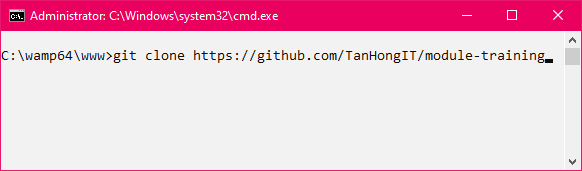 Administrator: C:\Windows\system32\cmd.exe
C:\wamp64\www>git clone https://github.com/TanHongIT/module-training